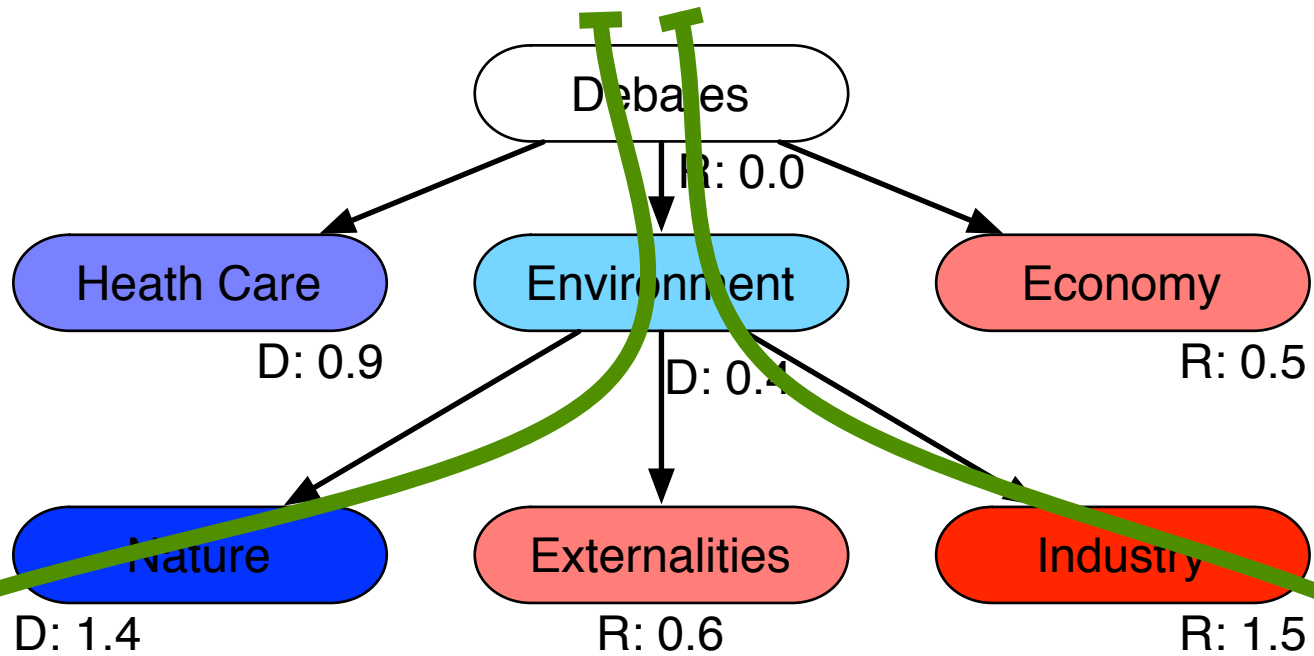 Debates
R: 0.0
Heath Care
Environment
Economy
D: 0.9
D: 0.4
R: 0.5
Nature
Externalities
Industry
D: 1.4
R: 0.6
R: 1.5